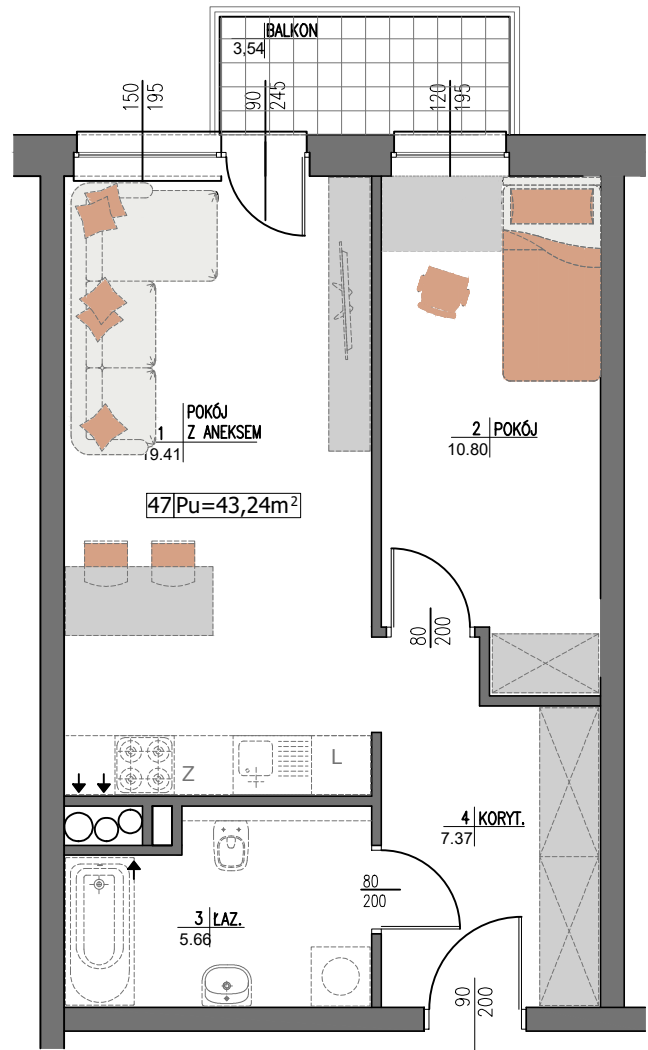 BALKON
3,54
150
195
90
245
120
195
POKÓJ
1 Z ANEKSEM
19.41
2 POKÓJ
10.80
47 Pu=43,24m²
80
200
Z
L
4 KORYT.
7.37
80
200
3 ŁAZ.
5.66
90
200